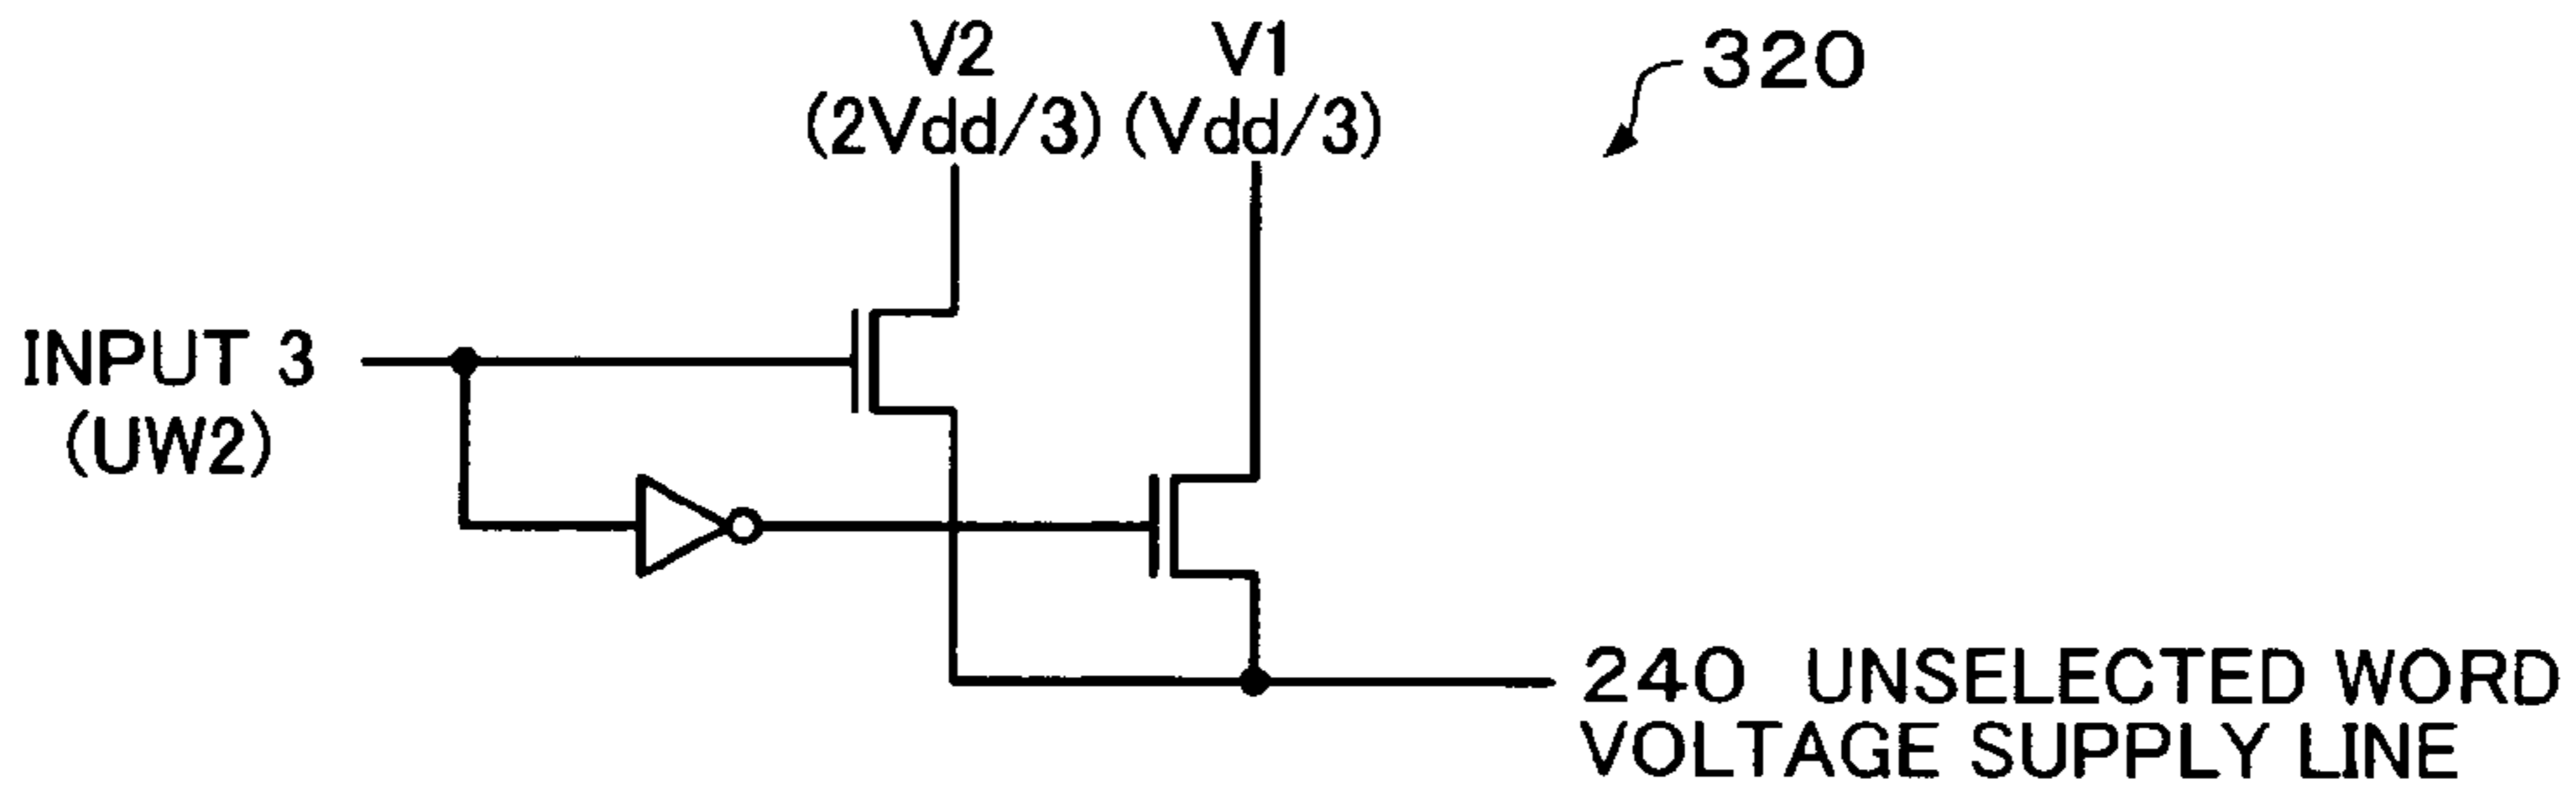 V2
(2Vdd/3)
V1
(Vdd/3)
320
INPUT 3
(UW2)
240 UNSELECTED WORD
VOLTAGE SUPPLY LINE